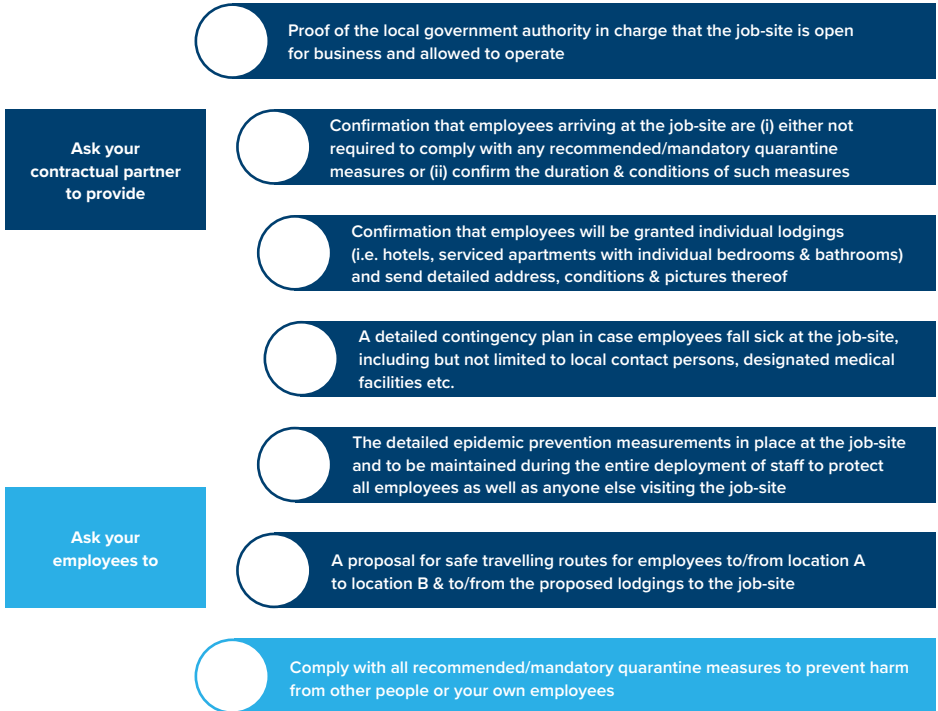 Proof of the local government authority in charge that the job-site is open
for business and allowed to operate
Ask your
contractual partner
to provide
Confirmation that employees arriving at the job-site are (i) either not
required to comply with any recommended/mandatory quarantine
measures or (ii) confirm the duration & conditions of such measures
Confirmation that employees will be granted individual lodgings
(i.e. hotels, serviced apartments with individual bedrooms & bathrooms)
and send detailed address, conditions & pictures thereof
A detailed contingency plan in case employees fall sick at the job-site,
including but not limited to local contact persons, designated medical
facilities etc.
The detailed epidemic prevention measurements in place at the job-site
and to be maintained during the entire deployment of staff to protect
all employees as well as anyone else visiting the job-site
Ask your
employees to
A proposal for safe travelling routes for employees to/from location A
to location B & to/from the proposed lodgings to the job-site
Comply with all recommended/mandatory quarantine measures to prevent harm
from other people or your own employees